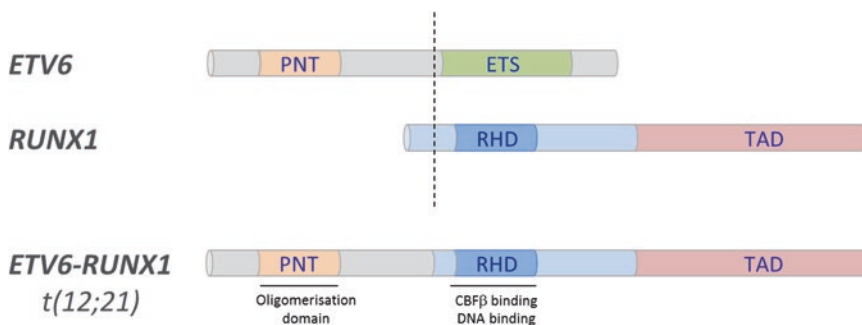 ETV6 PNT ETS
RUNX1 RHD TAD
ETV6-RUNX1 PNT RHD TAD
t(12;21)
Oligomerisation
domain
CBFβ binding
DNA binding